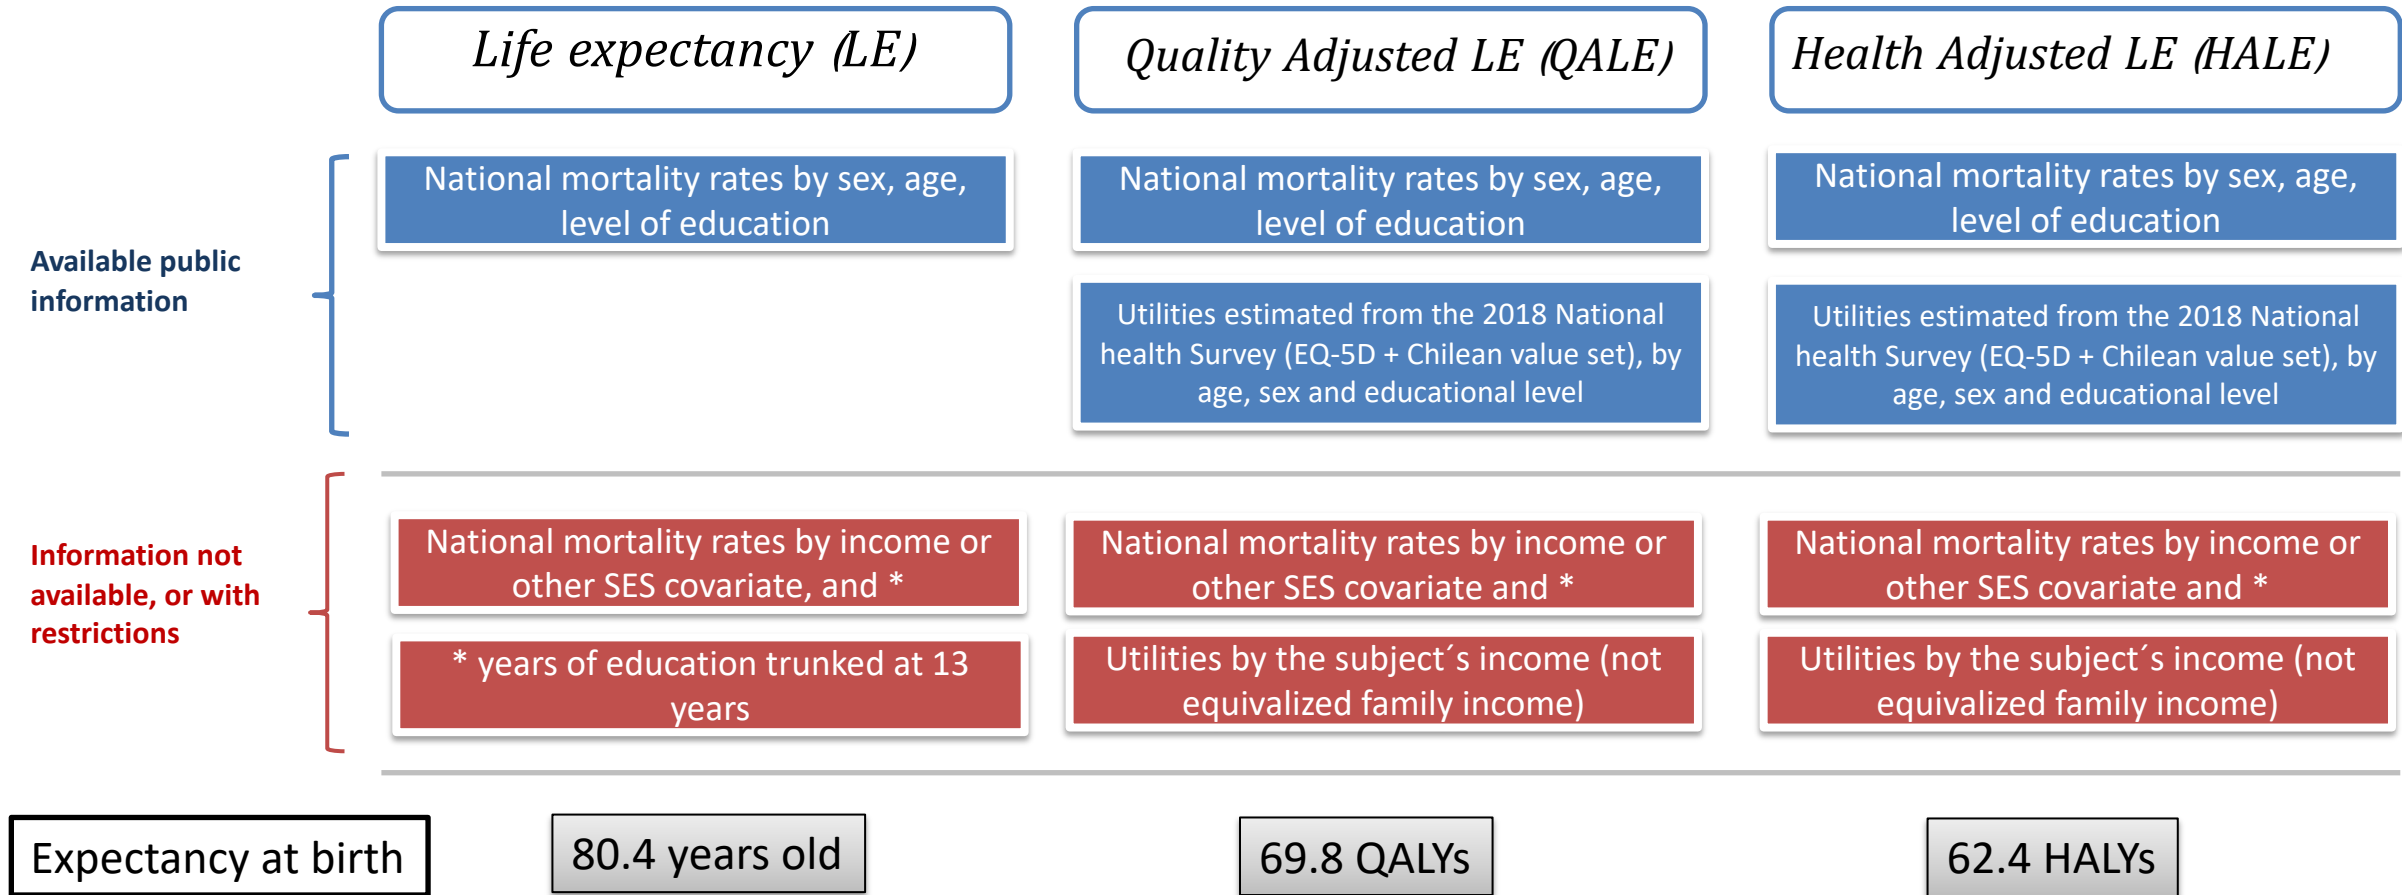 Life expectancy (LE)
Quality Adjusted LE (QALE)
Health Adjusted LE (HALE)
Available public
information
National mortality rates by sex, age,
level of education
National mortality rates by sex, age,
level of education
Utilities estimated from the 2018 National
health Survey (EQ-5D + Chilean value set), by
age, sex and educational level
National mortality rates by sex, age,
level of education
Utilities estimated from the 2018 National
health Survey (EQ-5D + Chilean value set), by
age, sex and educational level
Information not
available, or with
restrictions
National mortality rates by income or
other SES covariate, and *
* years of education trunked at 13
years
National mortality rates by income or
other SES covariate and *
Utilities by the subject´s income (not
equivalized family income)
National mortality rates by income or
other SES covariate and *
Utilities by the subject´s income (not
equivalized family income)
Expectancy at birth
80.4 years old
69.8 QALYs
62.4 HALYs